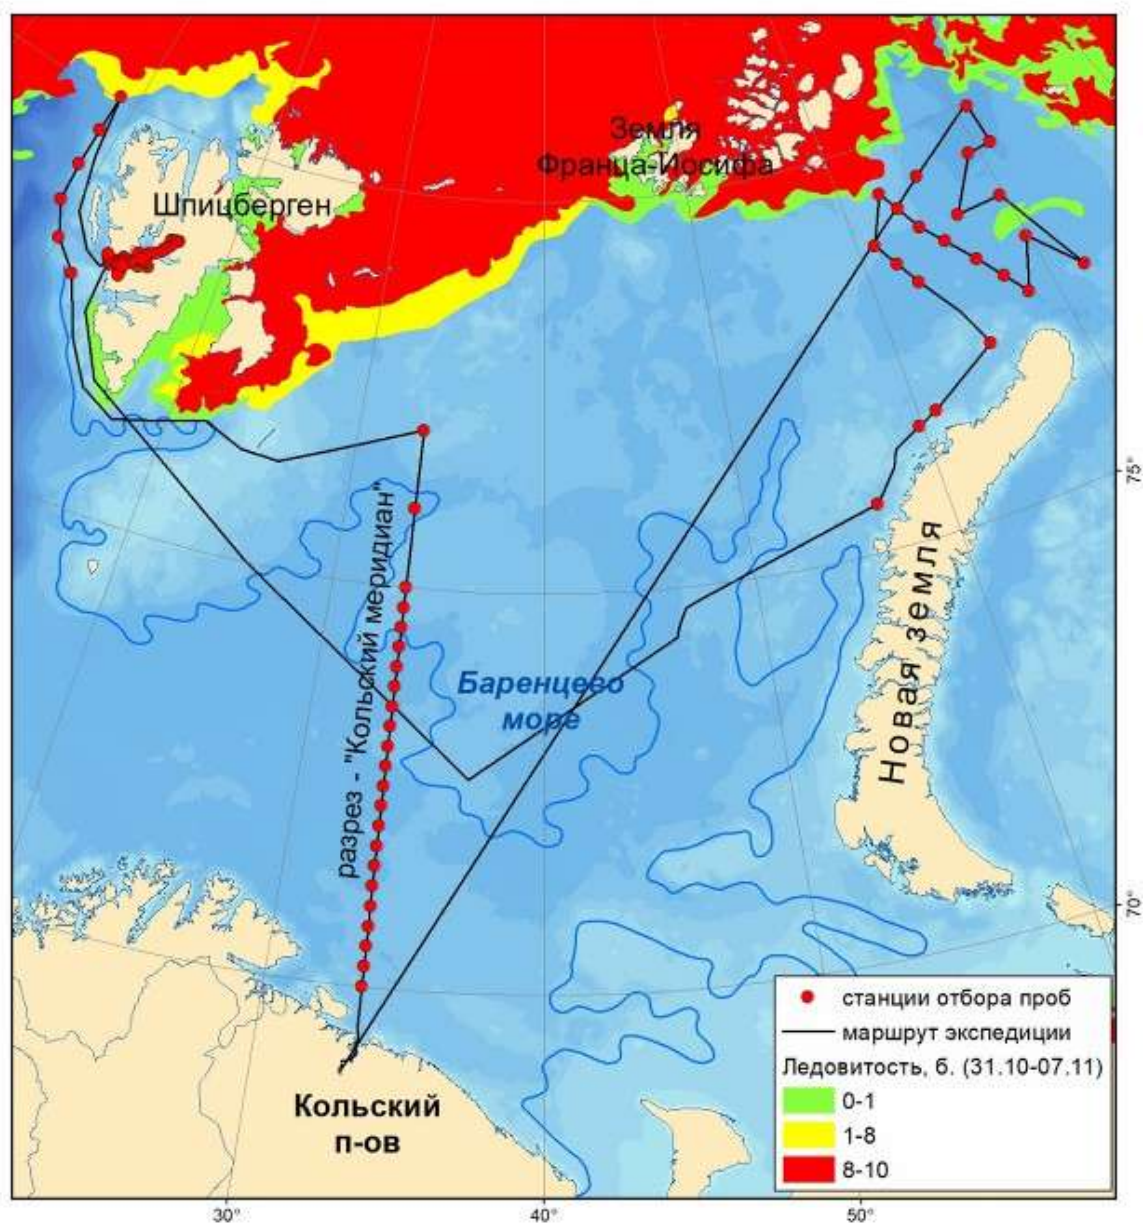 Земля
Франца-Иосифа
Шпицберген
75°
разрез - "Кольский меридиан"
Новая земля
Баренцево
море
70°
станции отбора проб
маршрут экспедиции
Ледовитость, б. (31.10-07.11)
0-1
1-8
8-10
Кольский
п-ов
30°
40°
50°